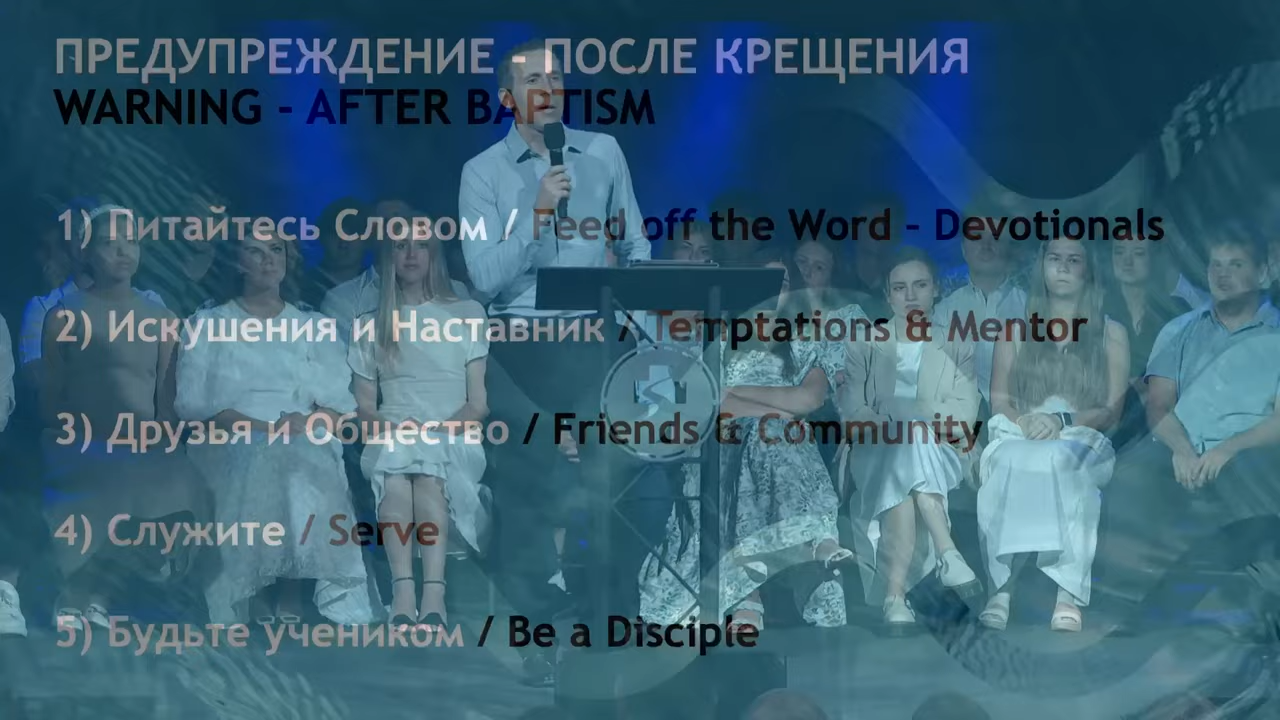 ПРЕДУПРЕЖДЕНИЕ - ПОСЛЕ КРЕЩЕНИЯ
WARNING - AFTER BAPTISM
1) Питайтесь Словом / Feed off the Word - Devotionals
2) Искушения и Наставник / Temptations & Mentor
3) Друзья и Общество / Friends & Community
4) Служите / Serve
5) Будьте учеником / Be a Disciple